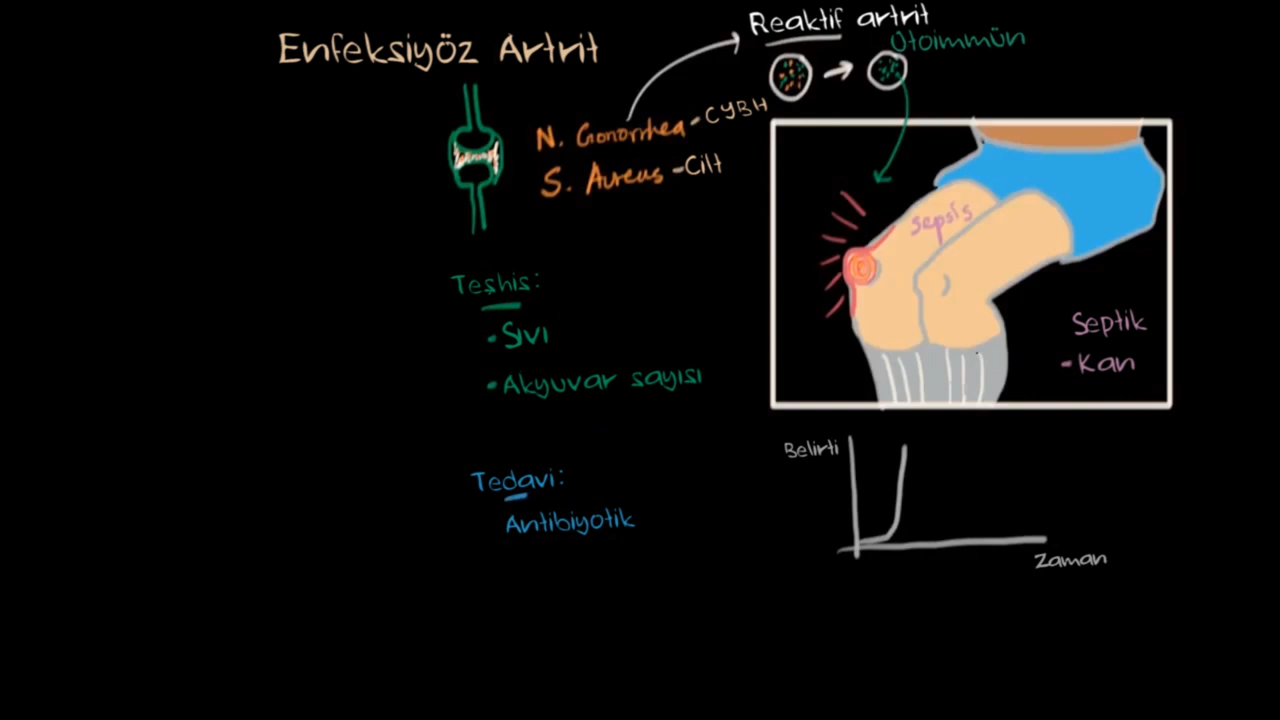 Enfeksiyöz Artrit
Reaktif artrit
Otoimmün
N. Gonorrhea - CYBH
S. Aureus - Cilt
sepsis
Septik
- Kan
Teşhis:
• Sıvı
• Akyuvar sayısı
Tedavi:
Antibiyotik
Belirti
Zaman